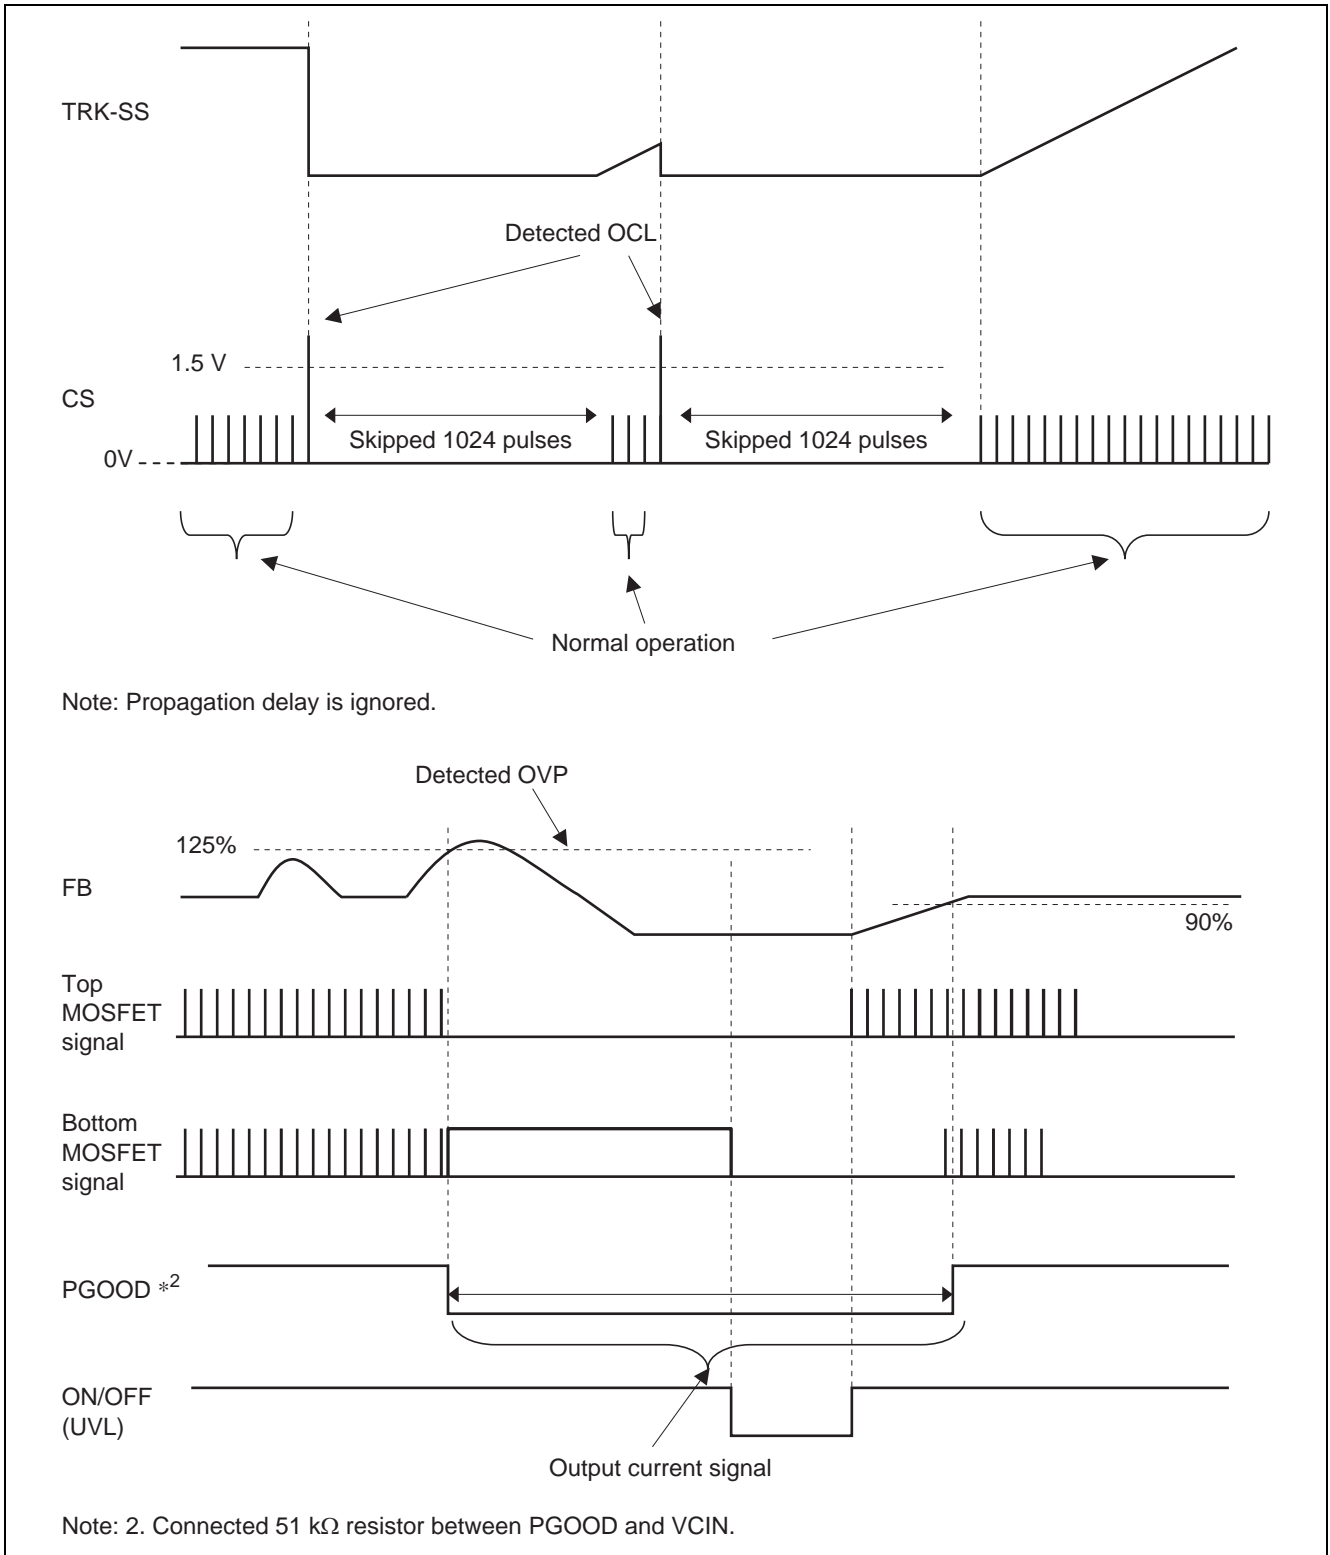 TRK-SS
Detected OCL
1.5 V
CS
Skipped 1024 pulses
Skipped 1024 pulses
0V
Normal operation
Note: Propagation delay is ignored.
Detected OVP
125%
FB
90%
Top
MOSFET
signal
Bottom
MOSFET
signal
PGOOD *2
ON/OFF
(UVL)
Output current signal
Note: 2. Connected 51 kΩ resistor between PGOOD and VCIN.